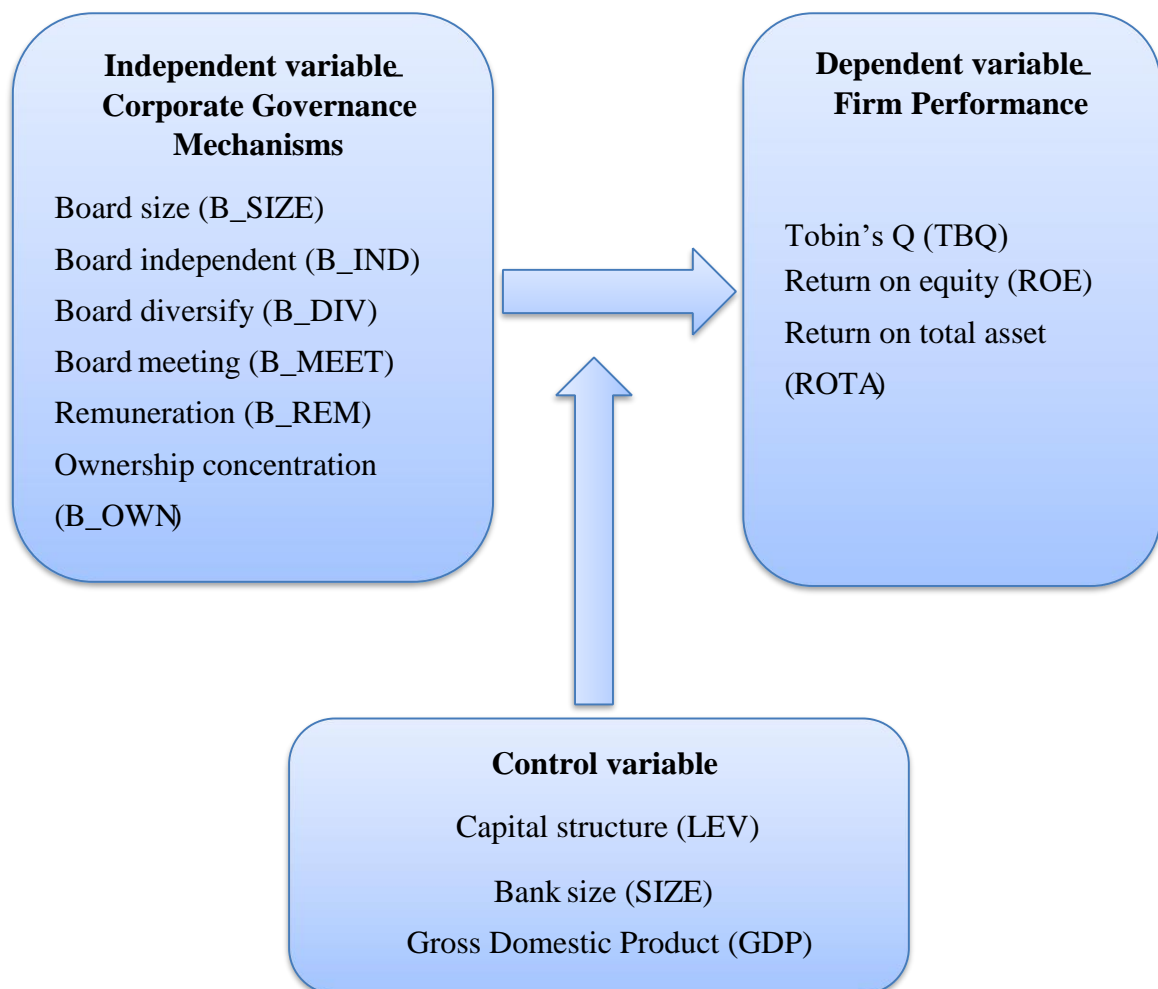 Independent variable–
Corporate Governance
Mechanisms
Board size (B_SIZE)
Board independent (B_IND)
Board diversify (B_DIV)
Board meeting (B_MEET)
Remuneration (B_REM)
Ownership concentration
(B_OWN)
Dependent variable–
Firm Performance
Tobin’s Q (TBQ)
Return on equity (ROE)
Return on total asset
(ROTA)
Control variable
Capital structure (LEV)
Bank size (SIZE)
Gross Domestic Product (GDP)